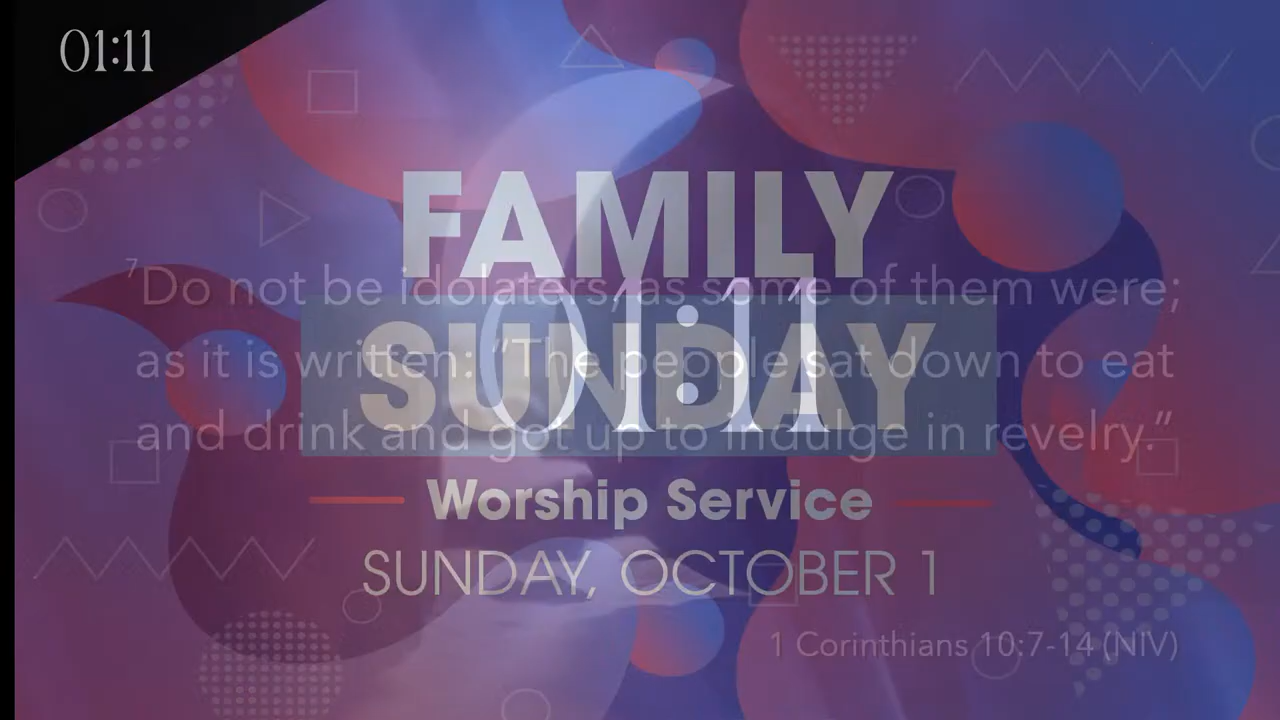 01:11
FAMILY
⁷Do not be idolaters, as some of them were;
01:11
SUNDAY
as it is written: “The people sat down to eat
and drink and got up to indulge in revelry.”
Worship Service
SUNDAY, OCTOBER 1
1 Corinthians 10:7-14 (NIV)